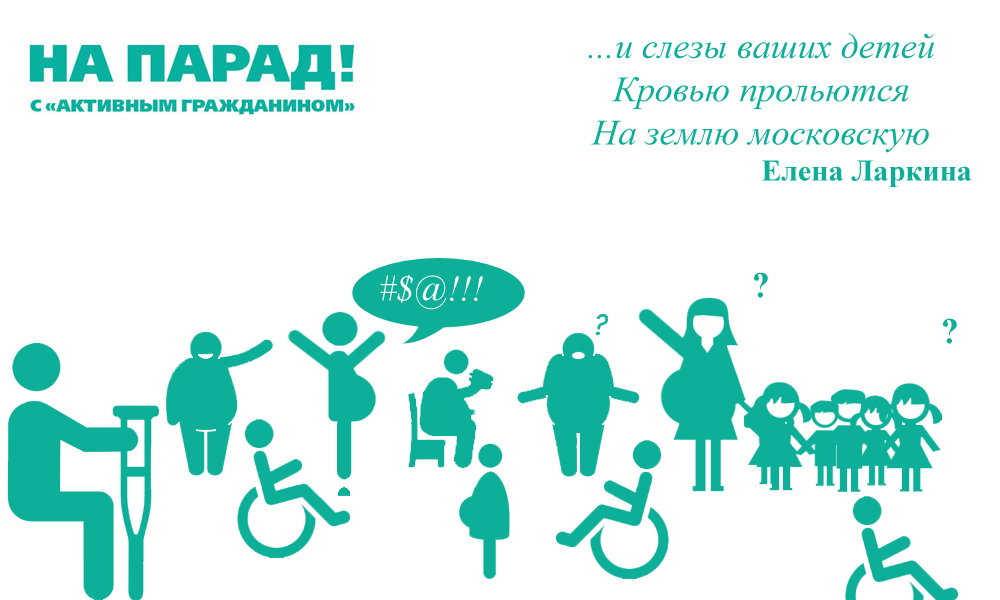 НА ПАРАД!
С «АКТИВНЫМ ГРАЖДАНИНОМ»
...и слезы ваших детей
Кровью прольются
На землю московскую
Елена Ларкина
#$@!!!
?
?
?